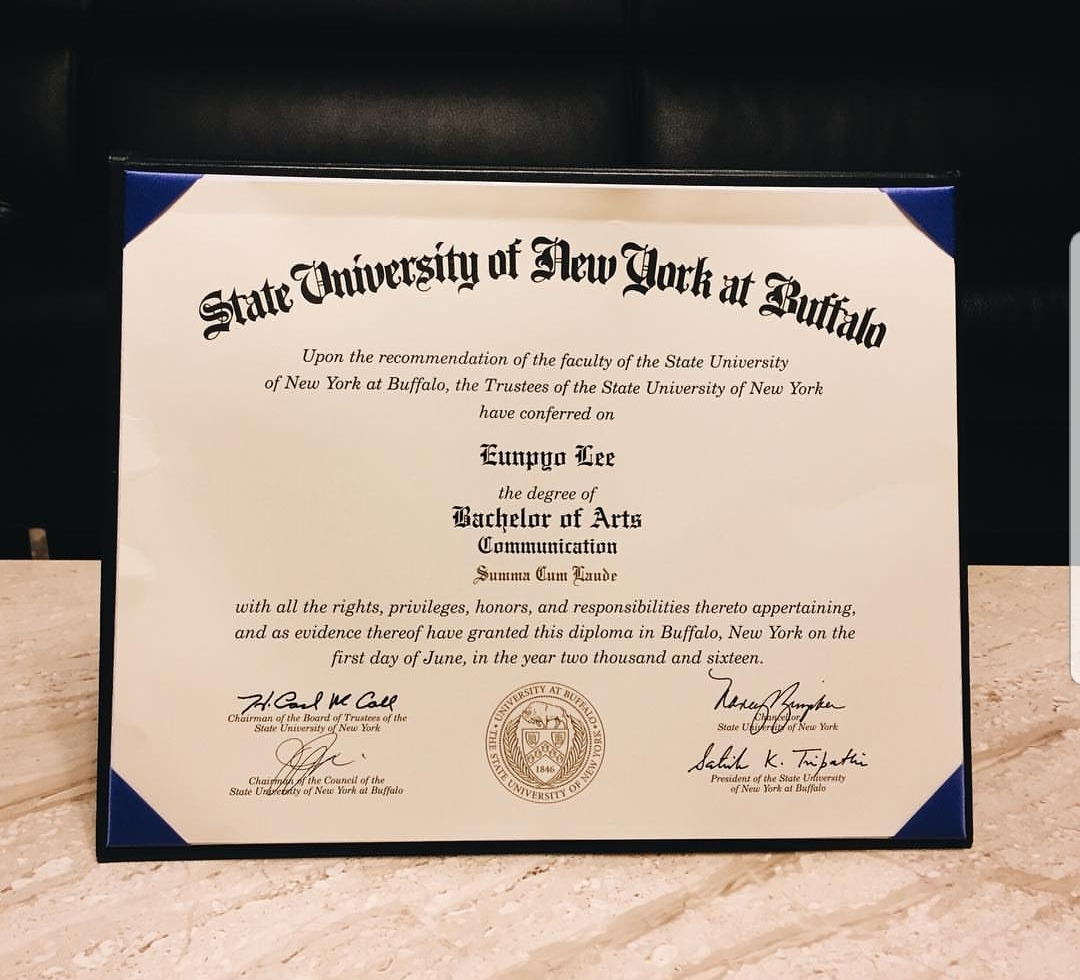 State University of New York at Buffalo
Upon the recommendation of the faculty of the State University
of New York at Buffalo, the Trustees of the State University of New York
have conferred on
Eunpyo Lee
the degree of
Bachelor of Arts
Communication
Summa Cum Laude
with all the rights, privileges, honors, and responsibilities thereto appertaining,
and as evidence thereof have granted this diploma in Buffalo, New York on the
first day of June, in the year two thousand and sixteen.
H. Carl McCall
Chairman of the Board of Trustees of the
State University of New York
Chairman of the Council of the
State University of New York at Buffalo
UNIVERSITY AT BUFFALO
THE STATE UNIVERSITY OF NEW YORK
1846
Nancy
Chancellor
State University of New York
Satish K. Tripathi
President of the State University
of New York at Buffalo